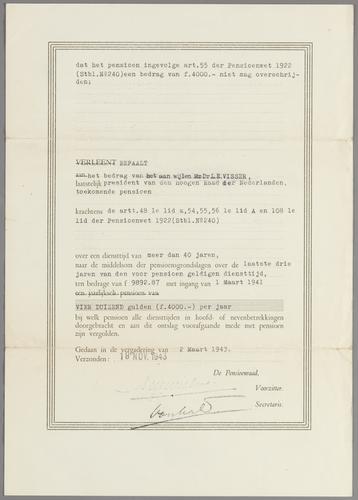 dat het pensioen ingevolge art.55 der Pensioenwet 1922
(Stbl.No240)een bedrag van f.4000.- niet mag overschrij-
den;
VERLEENT BEPAALT
aan het bedrag van het aan wijlen Mr.Dr.L.E.VISSER,
laatstelijk president van den Hoogen Raad der Nederlanden,
toekomende pensioen
krachtens de artt.48 1e lid a,54,55,56 1e lid A en 108 1e
lid der Pensioenwet 1922(Stbl.No240)
over een diensttijd van meer dan 40 jaren,
naar de middelsom der pensioensgrondslagen over de laatste drie
jaren van den voor pensioen geldigen diensttijd,
ten bedrage van f 9892.87 met ingang van 1 Maart 1941
een jaarlijksch pensioen van
VIER DUIZEND gulden (f.4000.-) per jaar
bij welk pensioen alle diensttijden in hoofd- of nevenbetrekkingen
doorgebracht en aan dit ontslag voorafgaande mede met pensioen
zijn vergolden.
Gedaan in de vergadering van 2 Maart 1943.
Verzonden: 18 NOV. 1943
De Pensioenraad,
Voorzitter.
Secretaris.